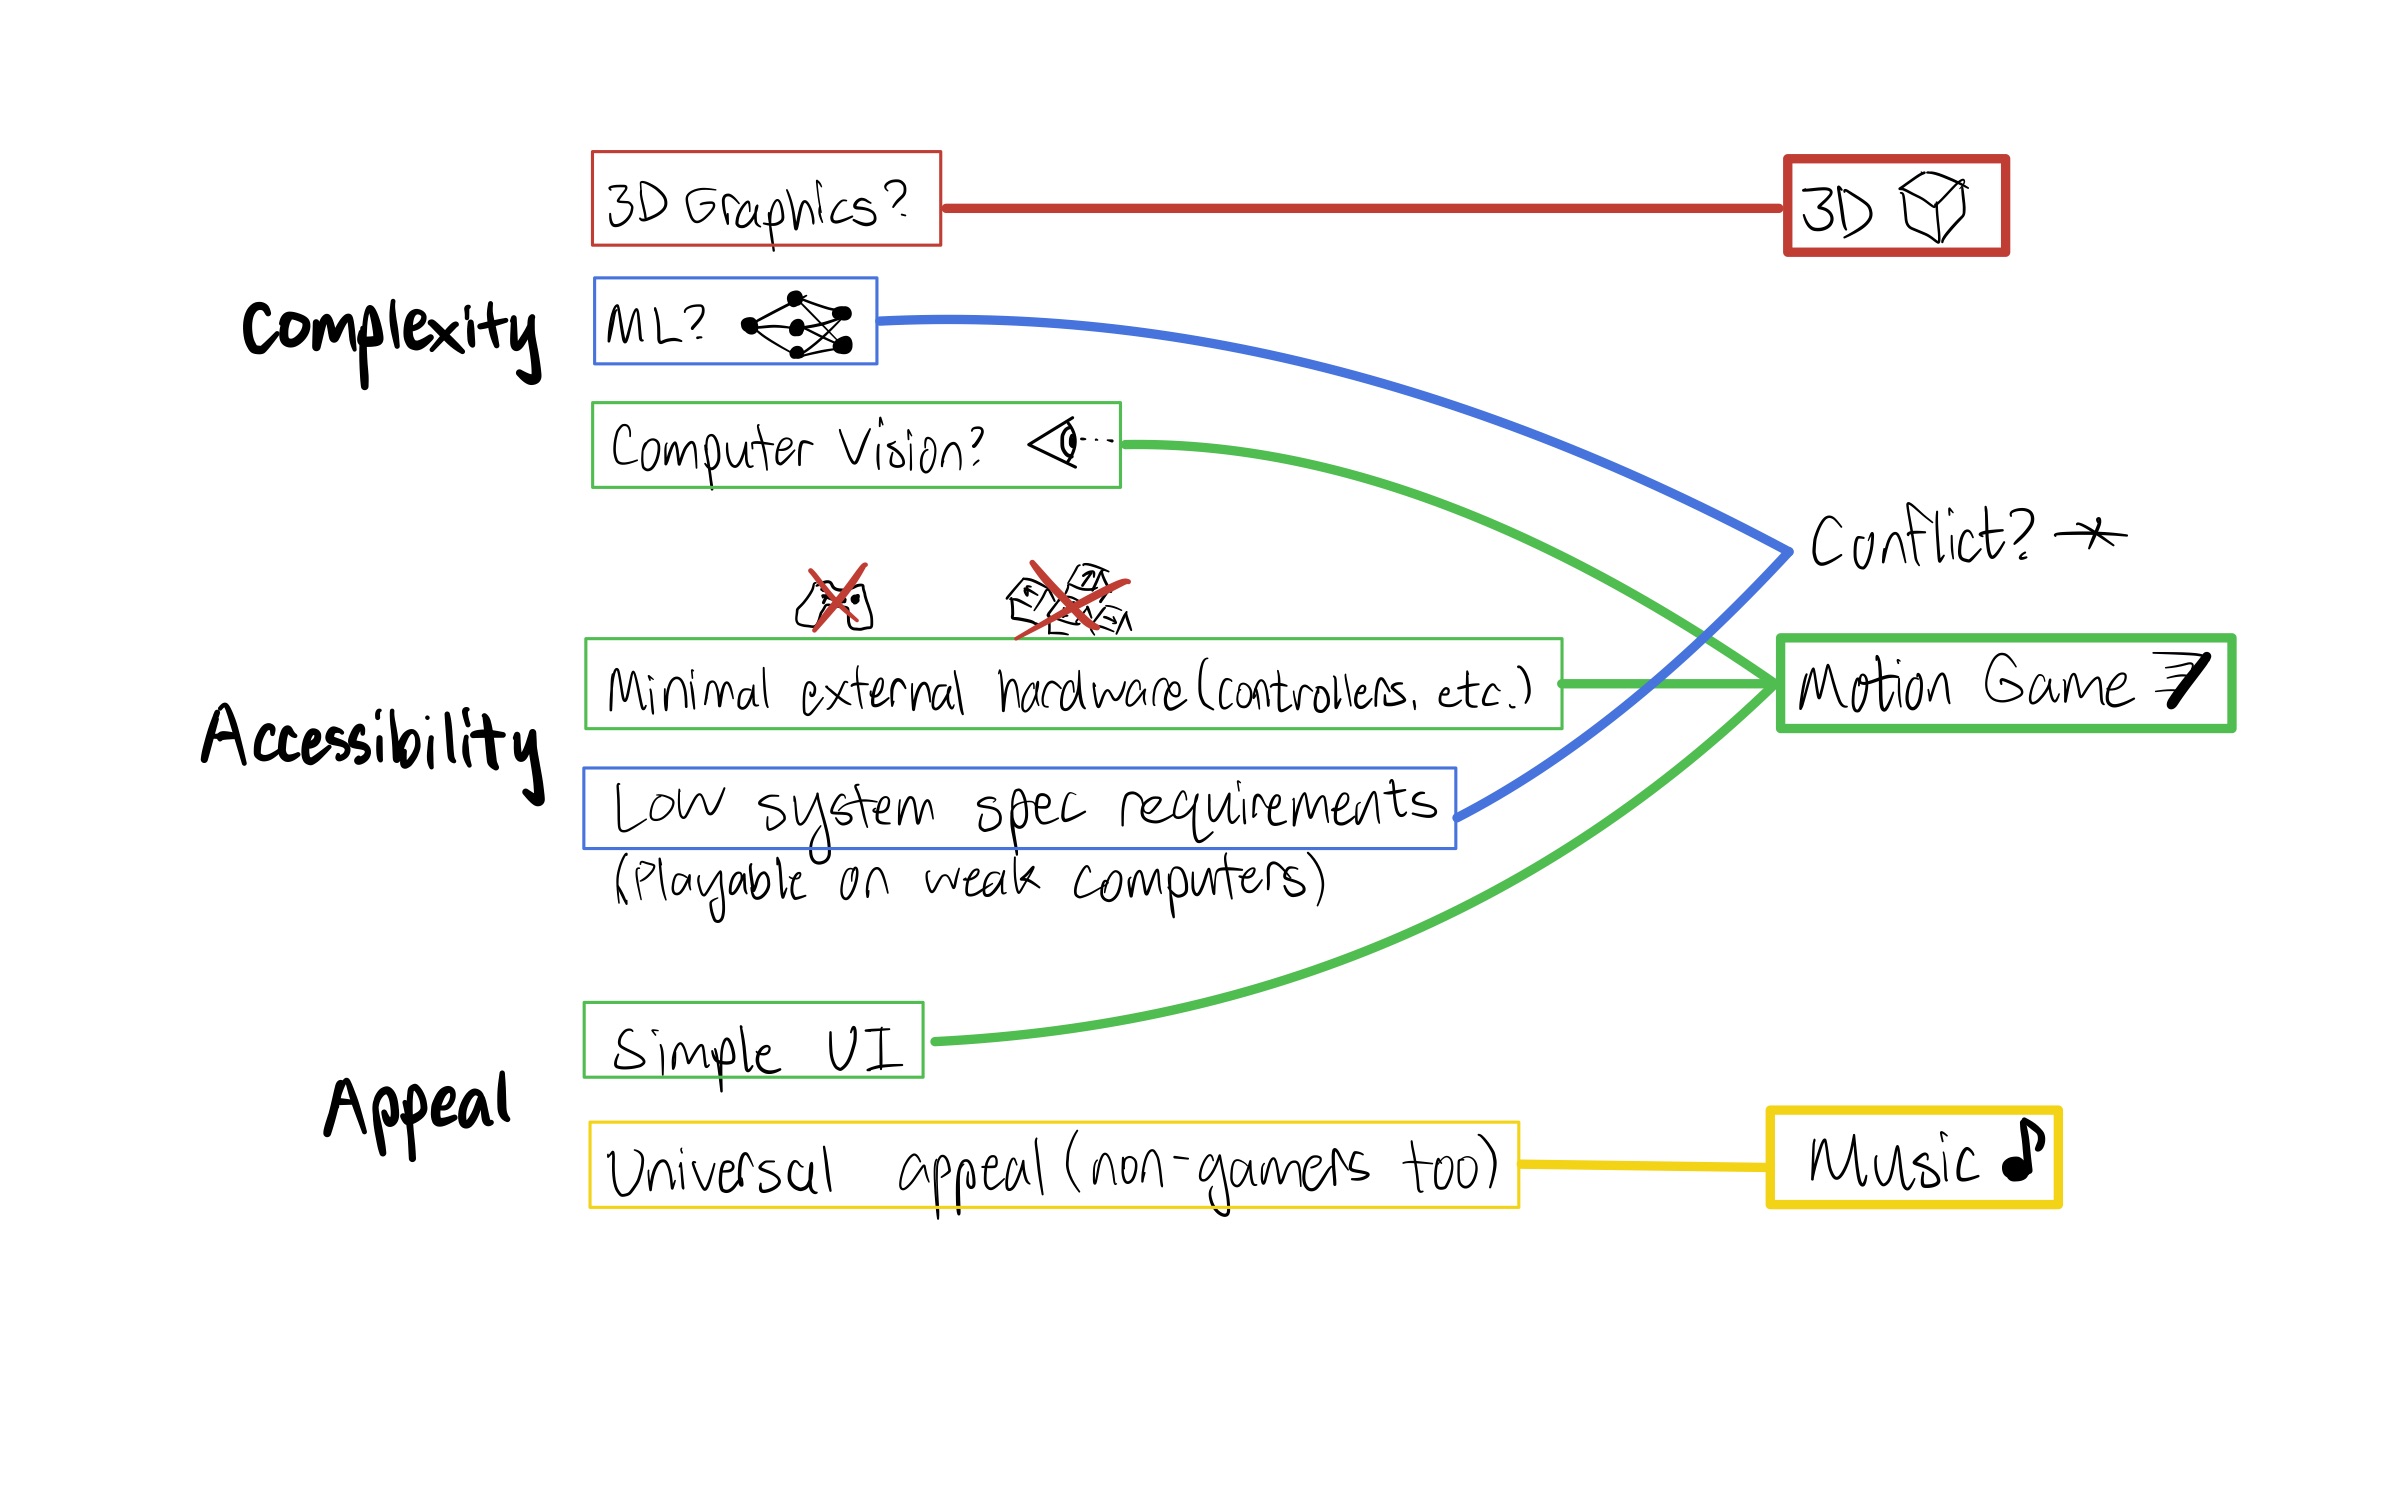 3D Graphics?
3D
Complexity
ML?
Computer Vision?
Conflict? *
Acessibility
Minimal external hardware (controllers, etc.)
Motion Game
Low system spec requirements
(Playable on weak computers)
Appeal
Simple UI
Universal appeal (non-gamers too)
Music